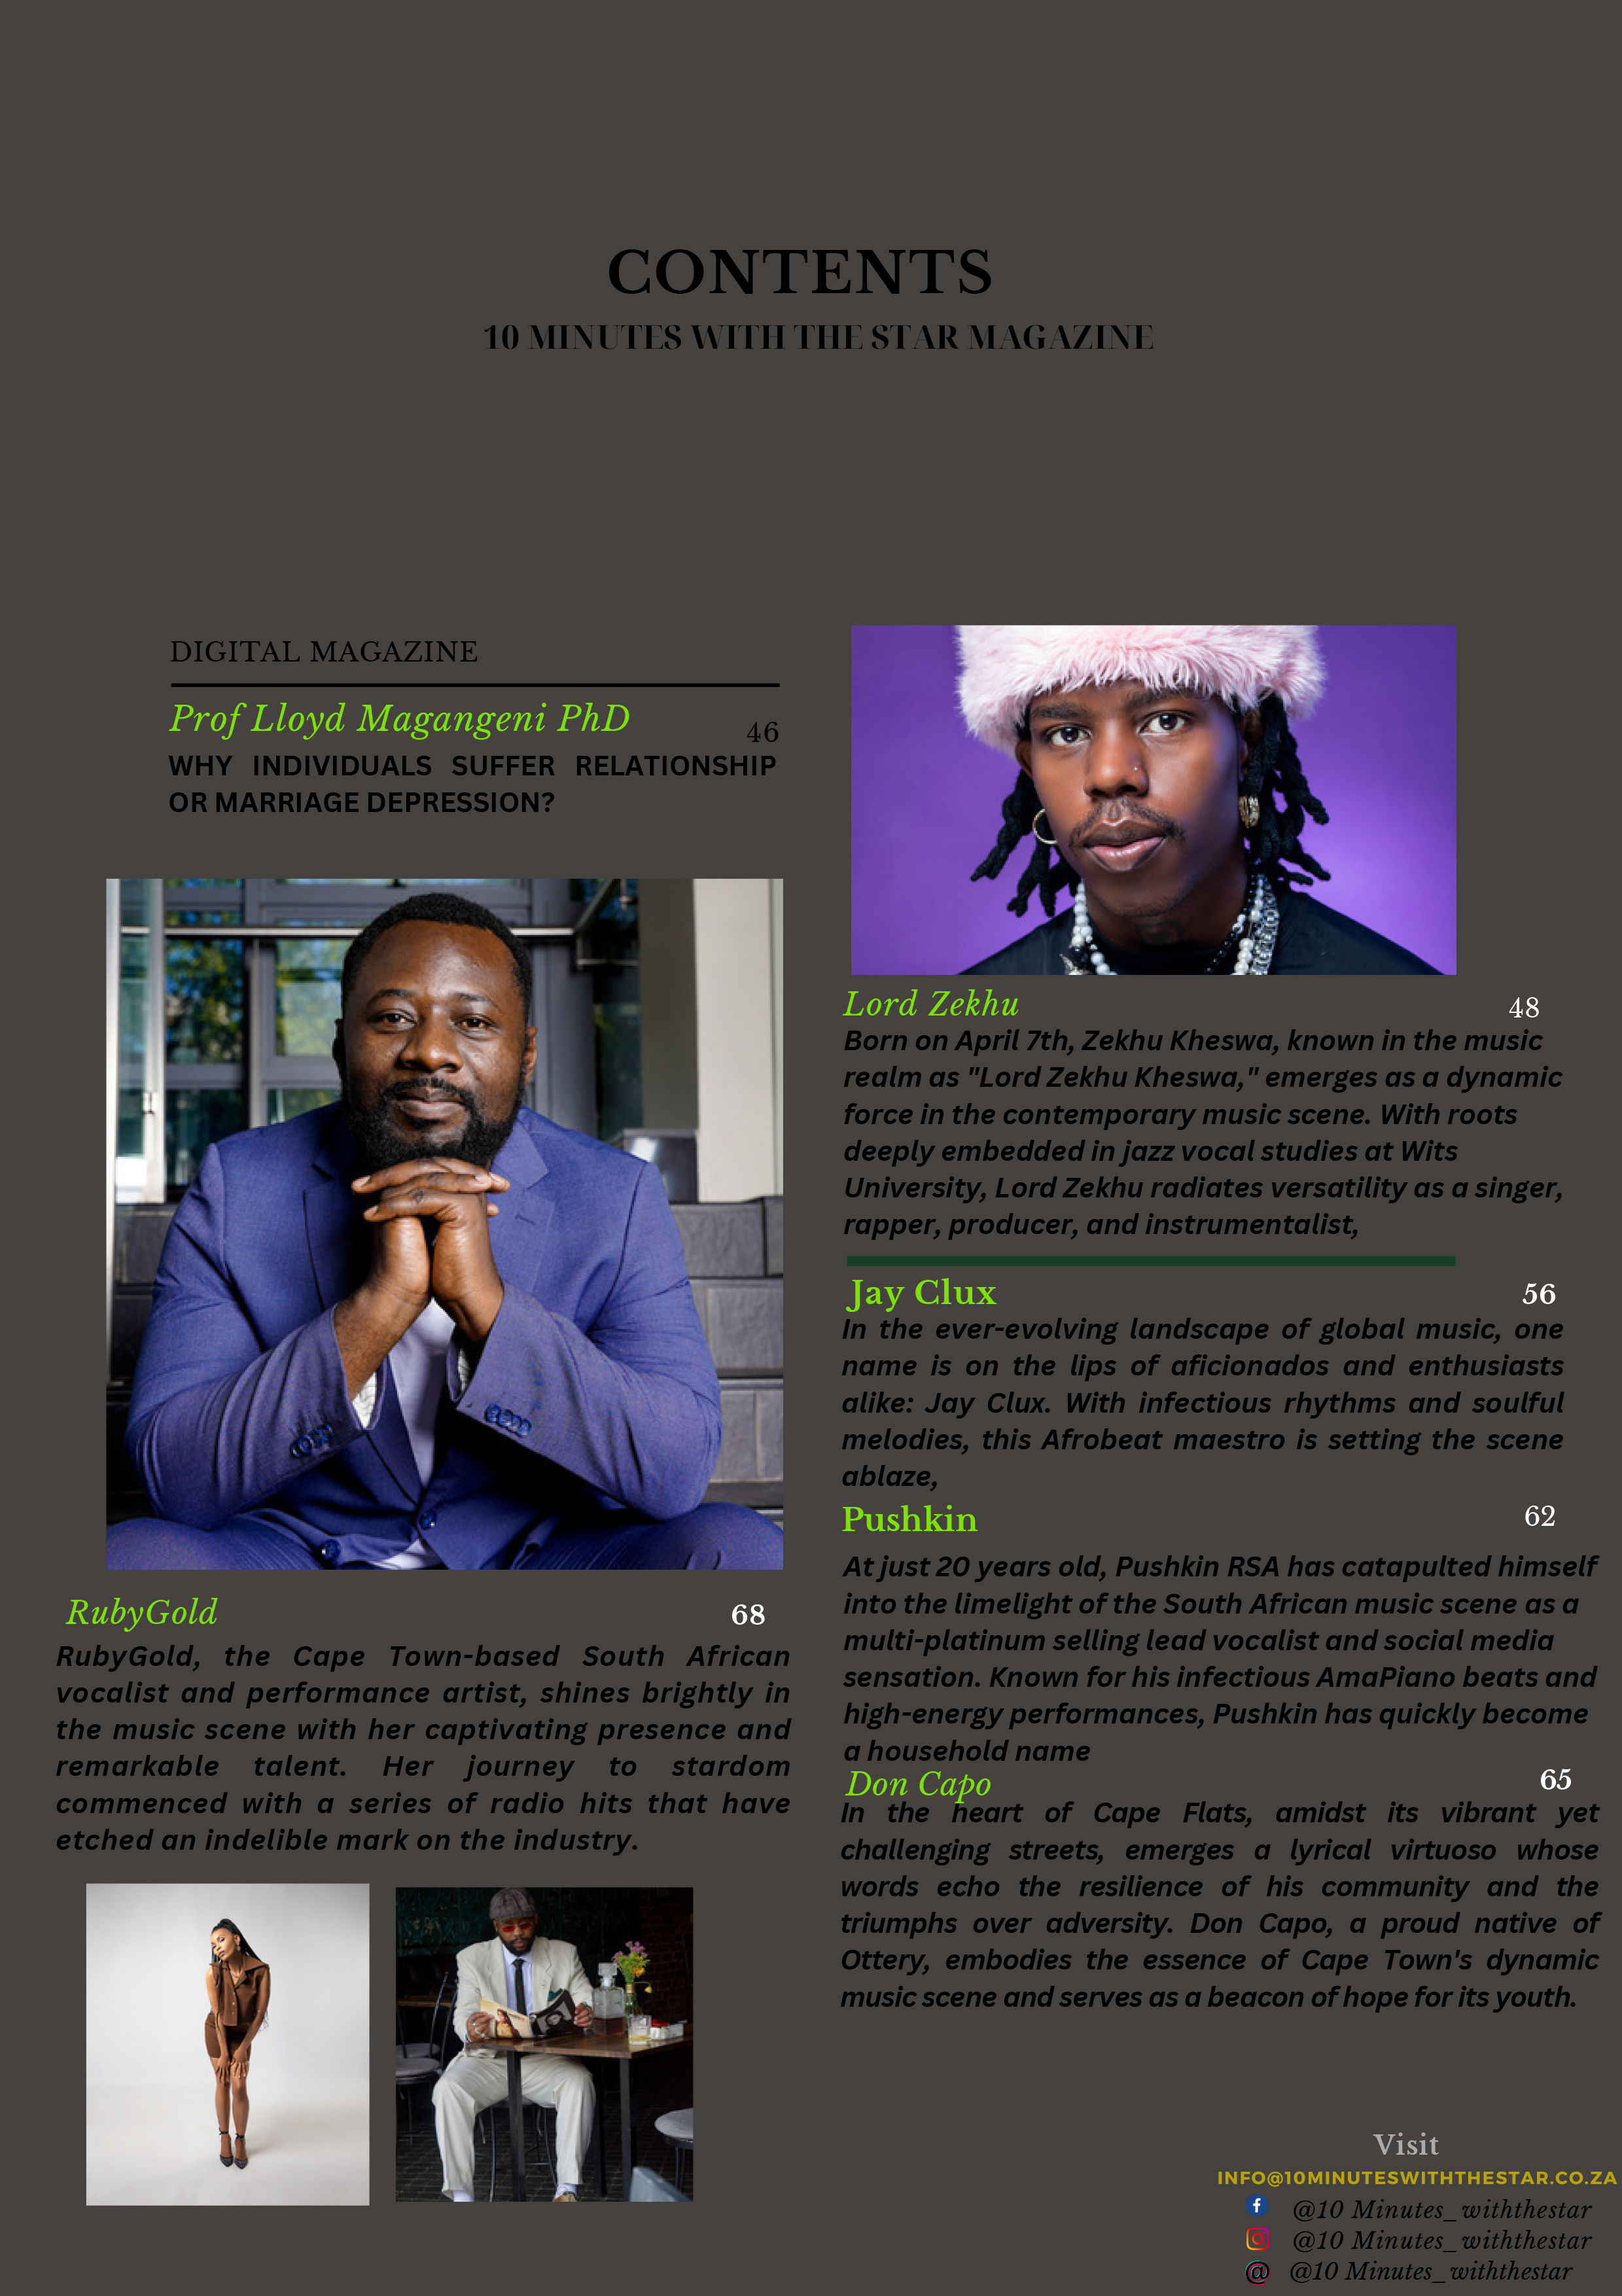 CONTENTS
10 MINUTES WITH THE STAR MAGAZINE
DIGITAL MAGAZINE
Prof Lloyd Magangeni PhD
46
WHY INDIVIDUALS SUFFER RELATIONSHIP
OR MARRIAGE DEPRESSION?
RubyGold
68
RubyGold, the Cape Town-based South African
vocalist and performance artist, shines brightly in
the music scene with her captivating presence and
remarkable talent. Her journey to stardom
commenced with a series of radio hits that have
etched an indelible mark on the industry.
Lord Zekhu
48
Born on April 7th, Zekhu Kheswa, known in the music
realm as "Lord Zekhu Kheswa," emerges as a dynamic
force in the contemporary music scene. With roots
deeply embedded in jazz vocal studies at Wits
University, Lord Zekhu radiates versatility as a singer,
rapper, producer, and instrumentalist,
Jay Clux
56
In the ever-evolving landscape of global music, one
name is on the lips of aficionados and enthusiasts
alike: Jay Clux. With infectious rhythms and soulful
melodies, this Afrobeat maestro is setting the scene
ablaze,
Pushkin
62
At just 20 years old, Pushkin RSA has catapulted himself
into the limelight of the South African music scene as a
multi-platinum selling lead vocalist and social media
sensation. Known for his infectious AmaPiano beats and
high-energy performances, Pushkin has quickly become
a household name
Don Capo
65
In the heart of Cape Flats, amidst its vibrant yet
challenging streets, emerges a lyrical virtuoso whose
words echo the resilience of his community and the
triumphs over adversity. Don Capo, a proud native of
Ottery, embodies the essence of Cape Town's dynamic
music scene and serves as a beacon of hope for its youth.
Visit
INFO@10MINUTESWITHTHESTAR.CO.ZA
@10 Minutes_withthestar
@10 Minutes_withthestar
@10 Minutes_withthestar